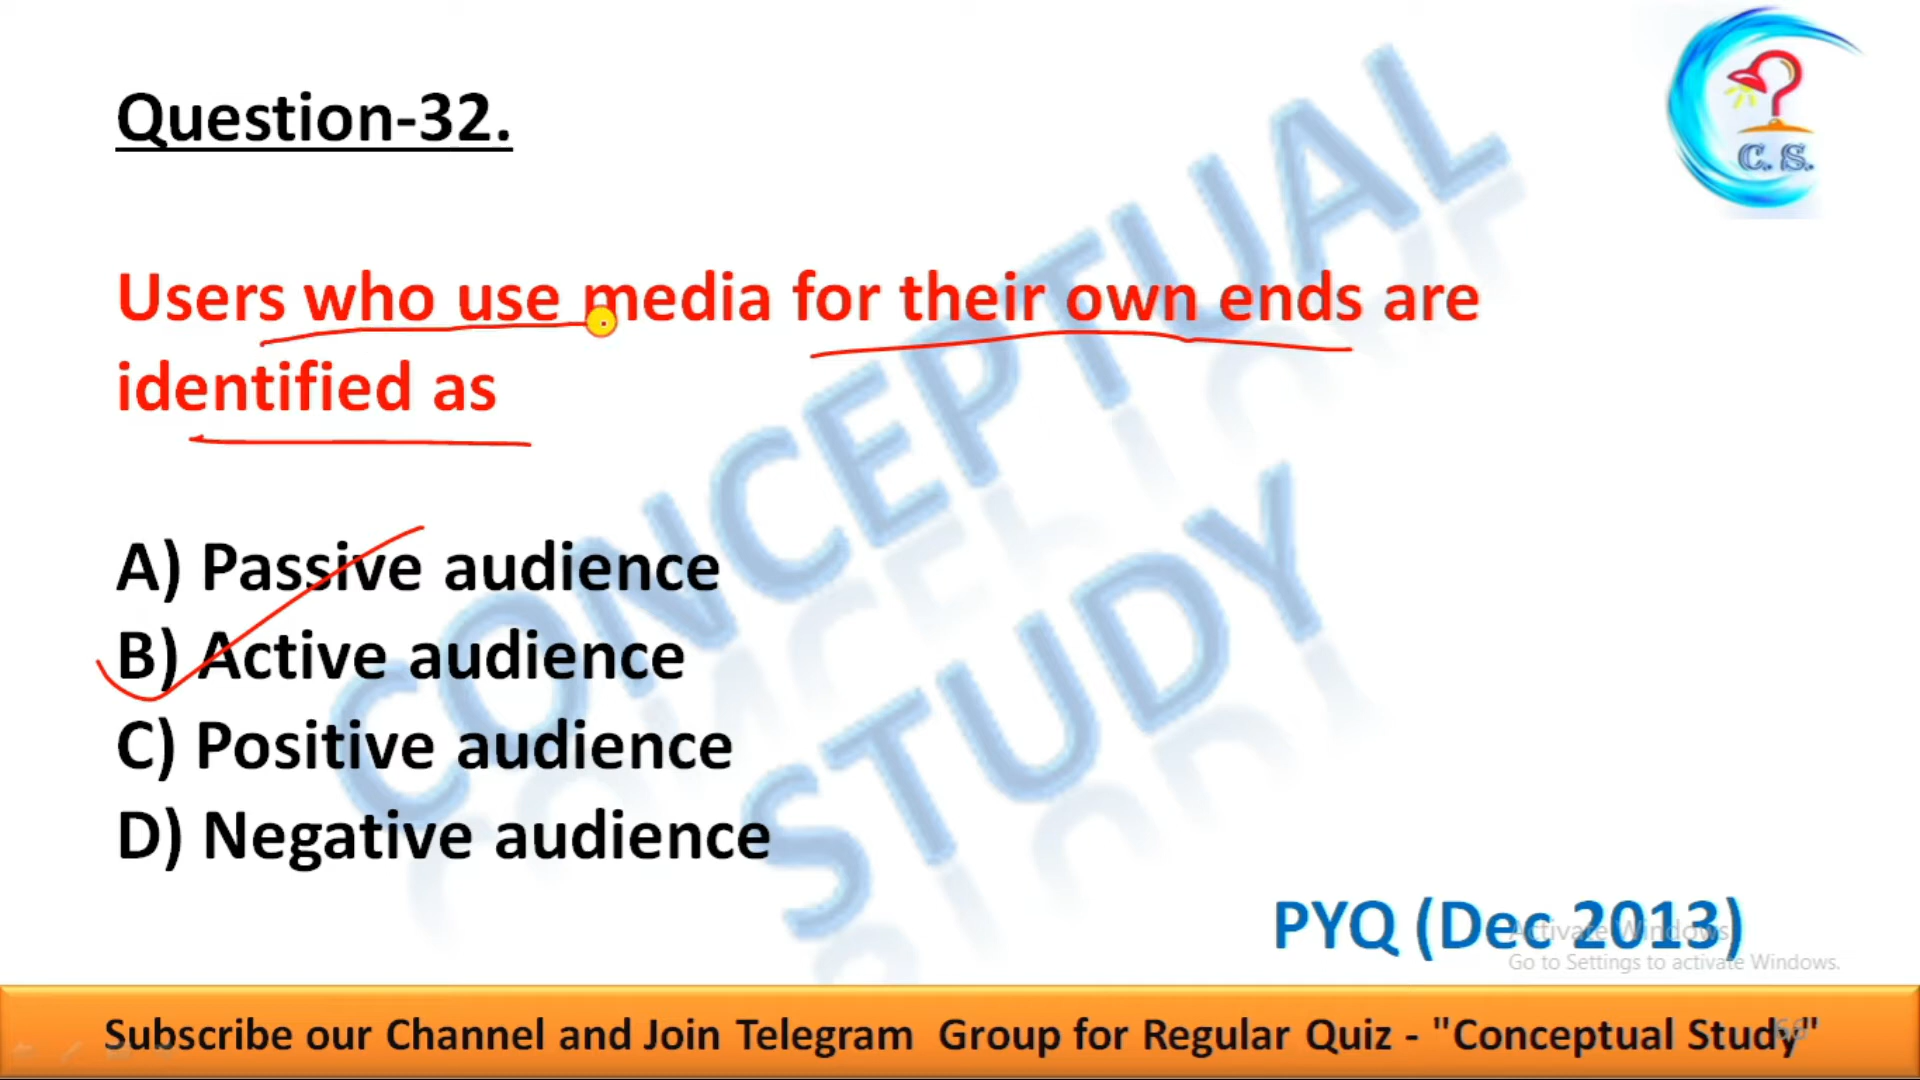 Question-32.
C. S.
Users who use media for their own ends are
identified as
A) Passive audience
B) Active audience
C) Positive audience
D) Negative audience
CONCEPTUAL
STUDY
PYQ (Dec 2013)
Activate Windows
Go to Settings to activate Windows.
Subscribe our Channel and Join Telegram Group for Regular Quiz - "Conceptual Study"